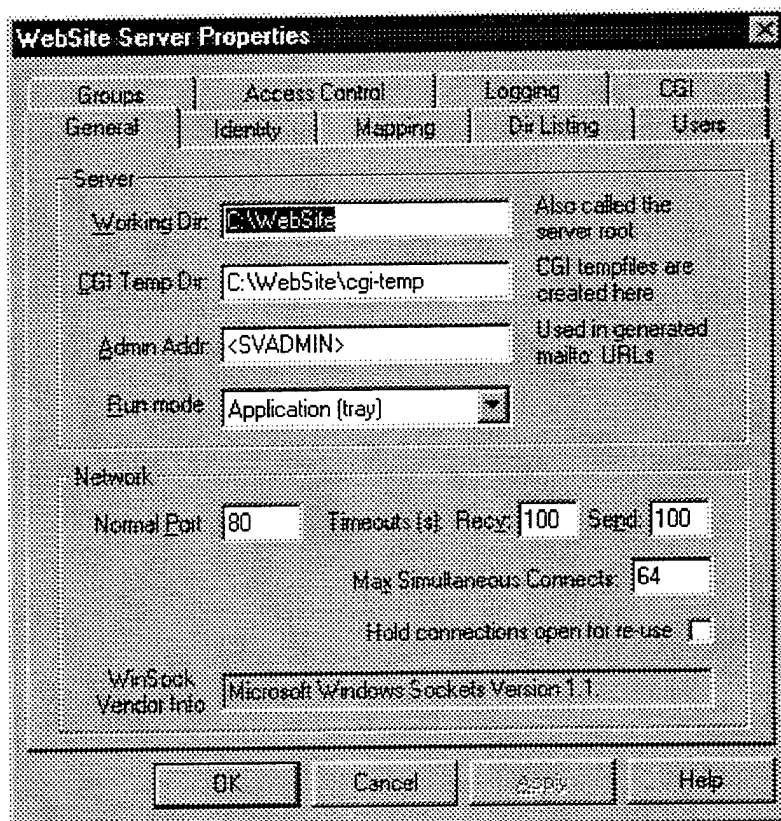 WebSite Server Properties
Groups Access Control Logging CGI
General Identity Mapping Dir Listing Users
Server
Working Dir: C:\WebSite Also called the
server root
CGI Temp Dir: C:\WebSite\cgi-temp CGI tempfiles are
created here
Admin Addr: <SVADMIN> Used in generated
mailto: URLs
Run mode Application (tray)
Network
Normal Port 80 Timeouts (s): Recv: 100 Send: 100
Max Simultaneous Connects: 64
Hold connections open for re-use
WinSock
Vendor Info Microsoft Windows Sockets Version 1.1.
OK Cancel Apply Help